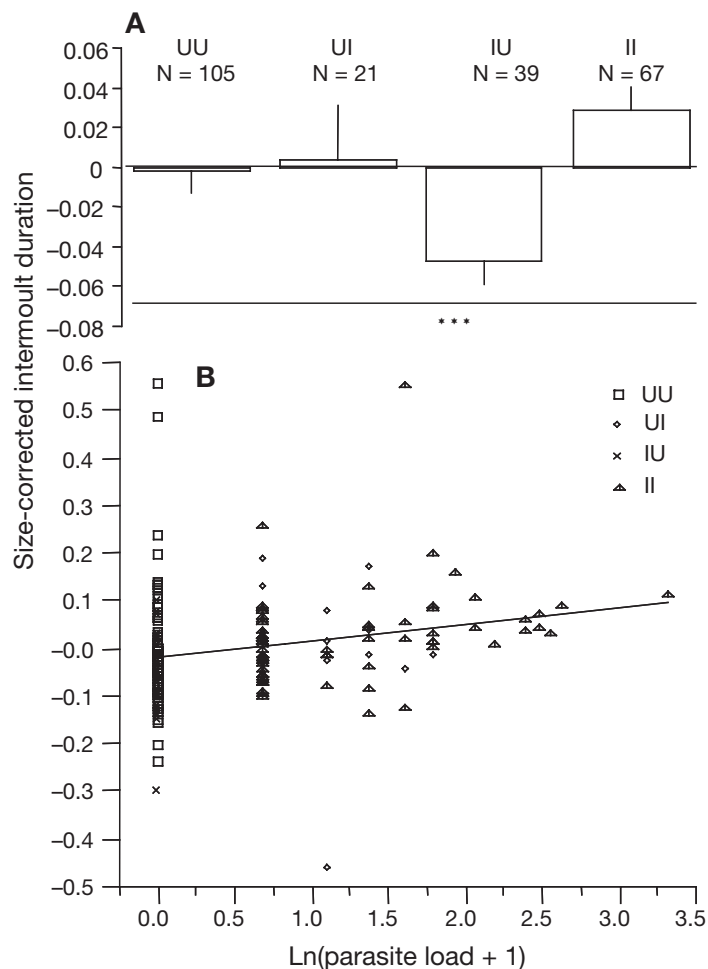 A
UU UI IU II
N = 105 N = 21 N = 39 N = 67
0.06
0.04
0.02
0
−0.02
−0.04
−0.06
−0.08
***
Size-corrected intermoult duration
B
0.6
0.5
0.4
0.3
0.2
0.1
−0.0
−0.1
−0.2
−0.3
−0.4
−0.5
UU
UI
IU
II
0.0 0.5 1.0 1.5 2.0 2.5 3.0 3.5
Ln(parasite load + 1)